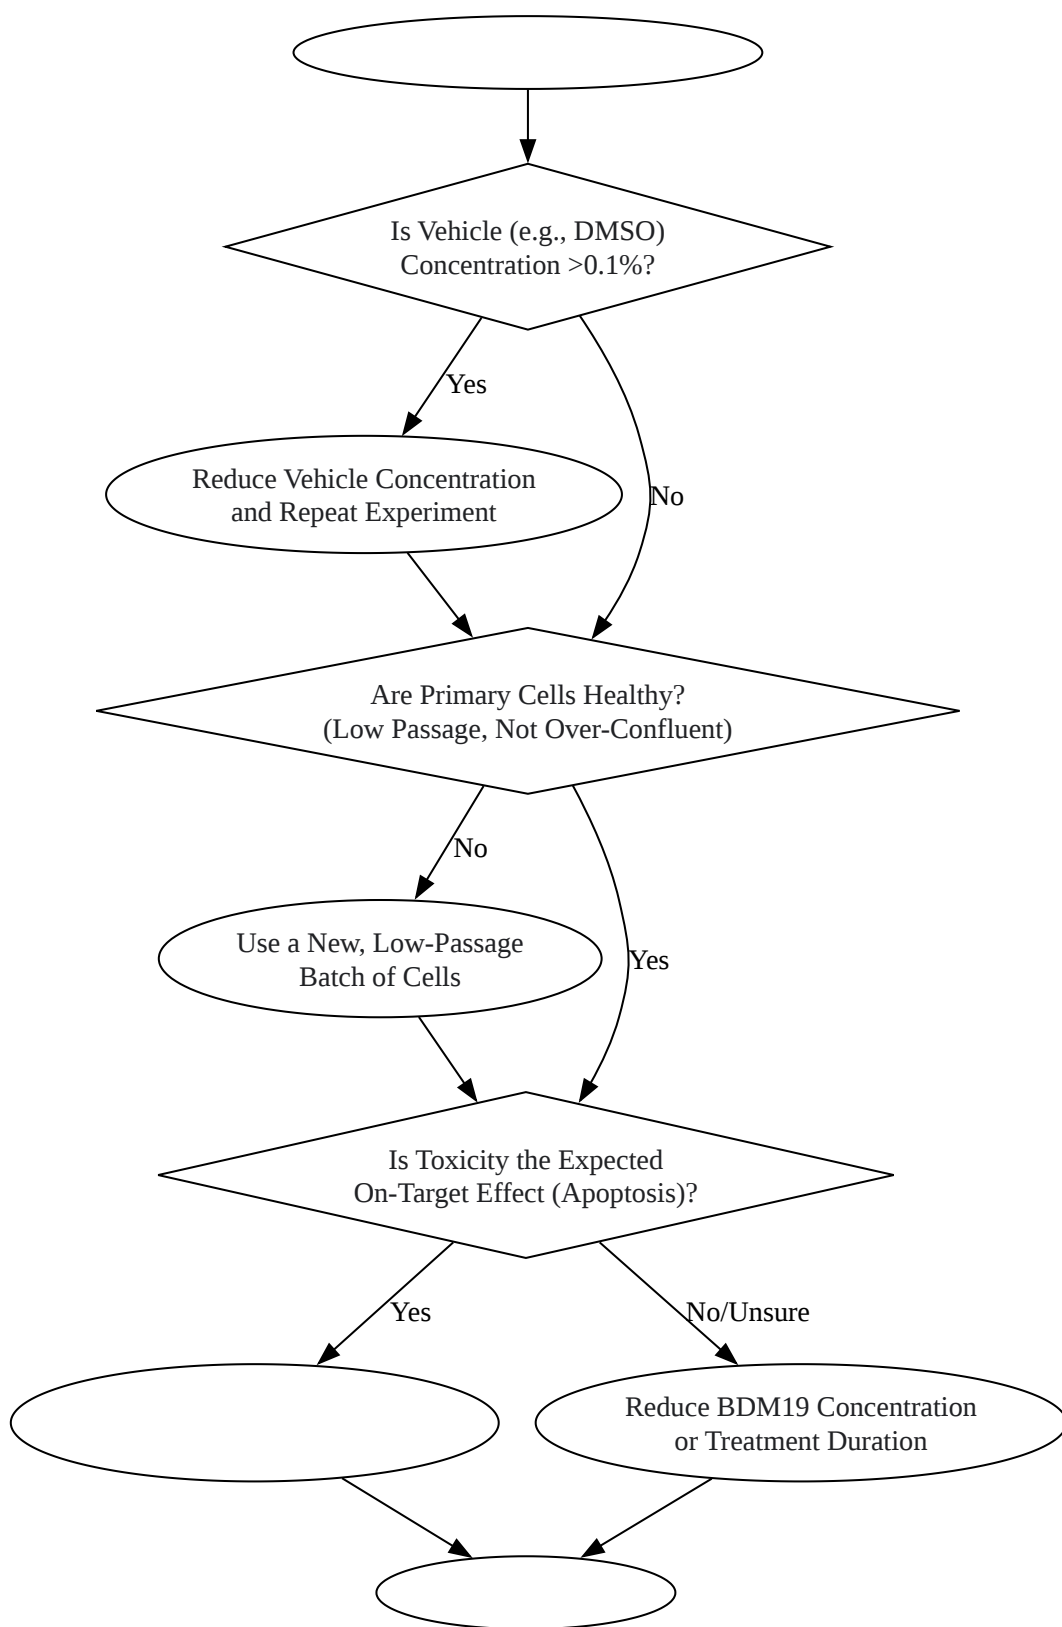 Is Vehicle (e.g., DMSO)
Concentration >0.1%?
Yes
Reduce Vehicle Concentration
and Repeat Experiment
No
Are Primary Cells Healthy?
(Low Passage, Not Over-Confluent)
No
Use a New, Low-Passage
Batch of Cells
Yes
Is Toxicity the Expected
On-Target Effect (Apoptosis)?
Yes
No/Unsure
Reduce BDM19 Concentration
or Treatment Duration